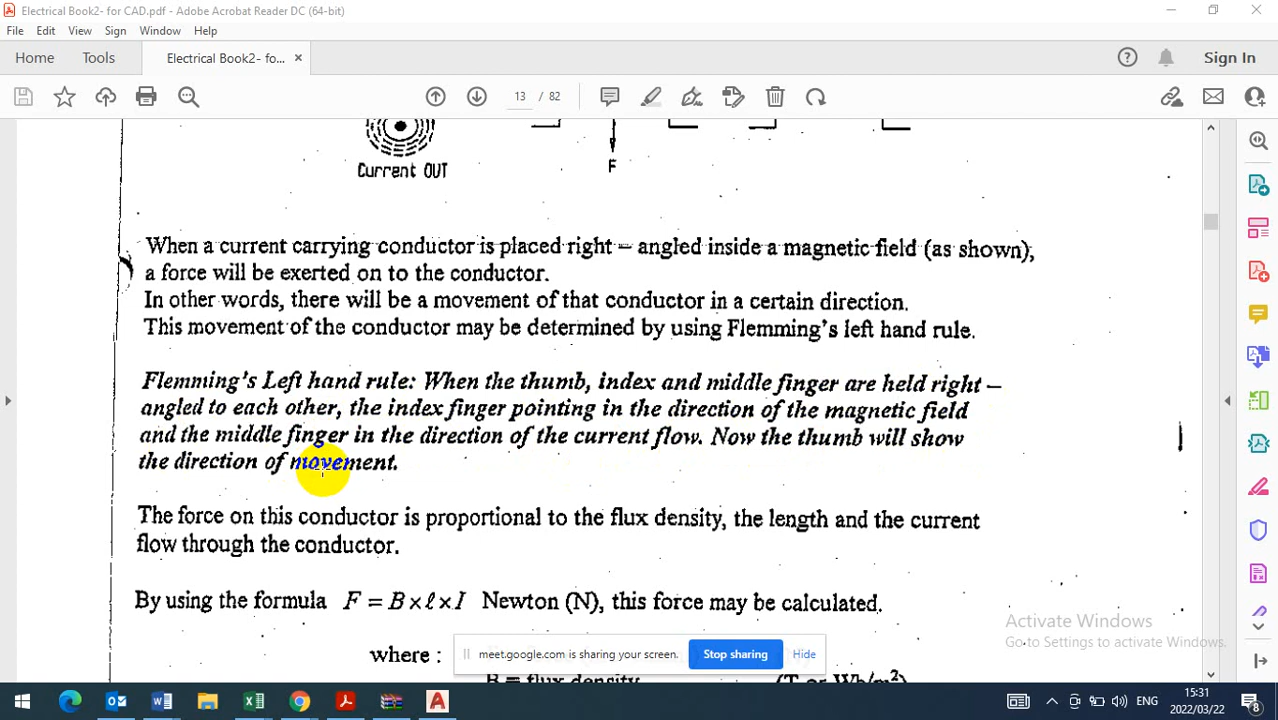 Electrical Book2- for CAD.pdf - Adobe Acrobat Reader DC (64-bit)
File Edit View Sign Window Help
Home Tools Electrical Book2- fo... × Sign In
13 / 82
Current OUT
F
When a current carrying conductor is placed right – angled inside a magnetic field (as shown),
a force will be exerted on to the conductor.
In other words, there will be a movement of that conductor in a certain direction.
This movement of the conductor may be determined by using Flemming's left hand rule.
Flemming's Left hand rule: When the thumb, index and middle finger are held right –
angled to each other, the index finger pointing in the direction of the magnetic field
and the middle finger in the direction of the current flow. Now the thumb will show
the direction of movement.
The force on this conductor is proportional to the flux density, the length and the current
flow through the conductor.
By using the formula F = B × ℓ × I Newton (N), this force may be calculated.
Activate Windows
Go to Settings to activate Windows.
where :
meet.google.com is sharing your screen. Stop sharing Hide
B = flux density (T or Wb/m²)
ENG 15:31
2022/03/22
8